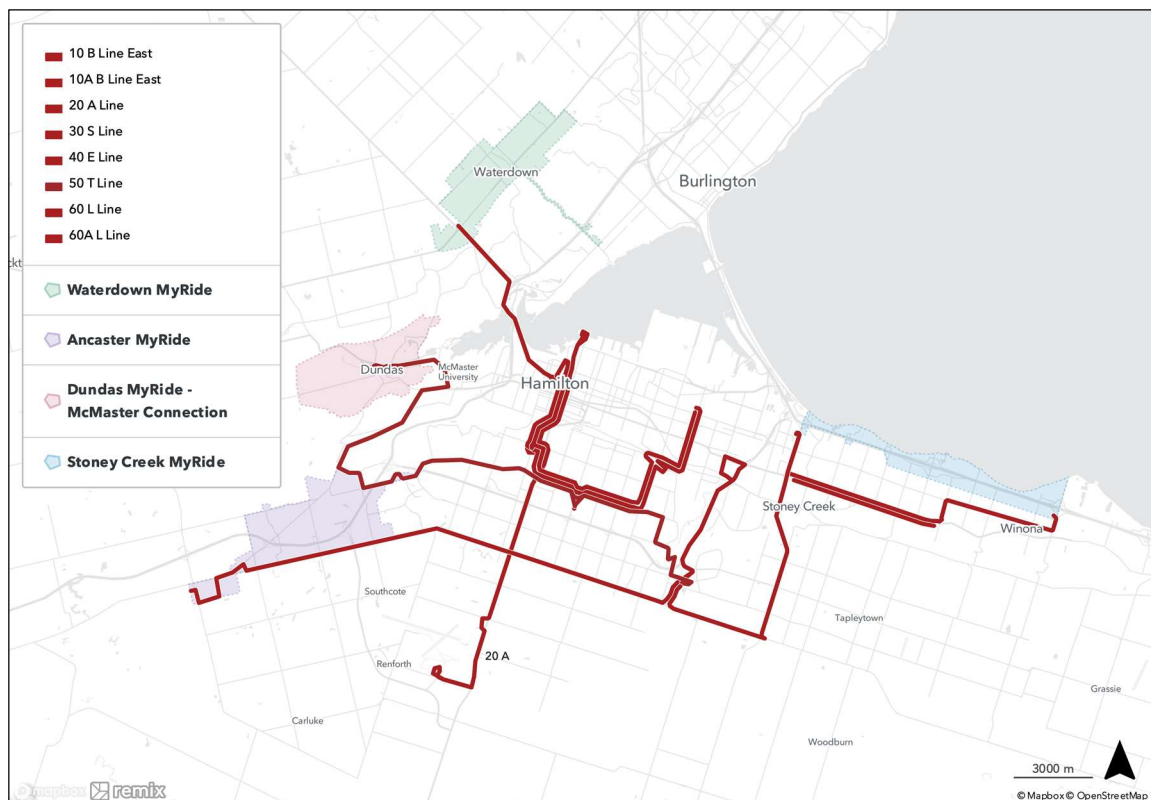 10 B Line East
10A B Line East
20 A Line
30 S Line
40 E Line
50 T Line
60 L Line
60A L Line
Waterdown MyRide
Ancaster MyRide
Dundas MyRide -
McMaster Connection
Stoney Creek MyRide
Waterdown
Burlington
ckt
Dundas
McMaster
University
Hamilton
Stoney Creek
Winona
Southcote
Tapleytown
20 A
Renforth
Grassie
Carluke
Woodburn
3000 m
mapbox remix
© Mapbox © OpenStreetMap